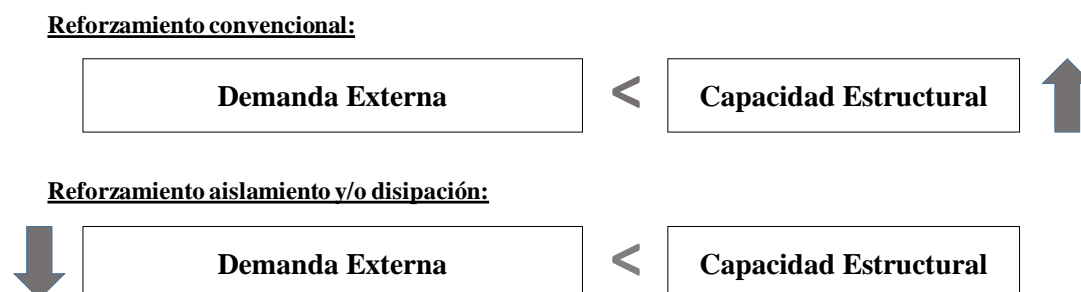 Reforzamiento convencional:
Demanda Externa < Capacidad Estructural
Reforzamiento aislamiento y/o disipación:
Demanda Externa < Capacidad Estructural